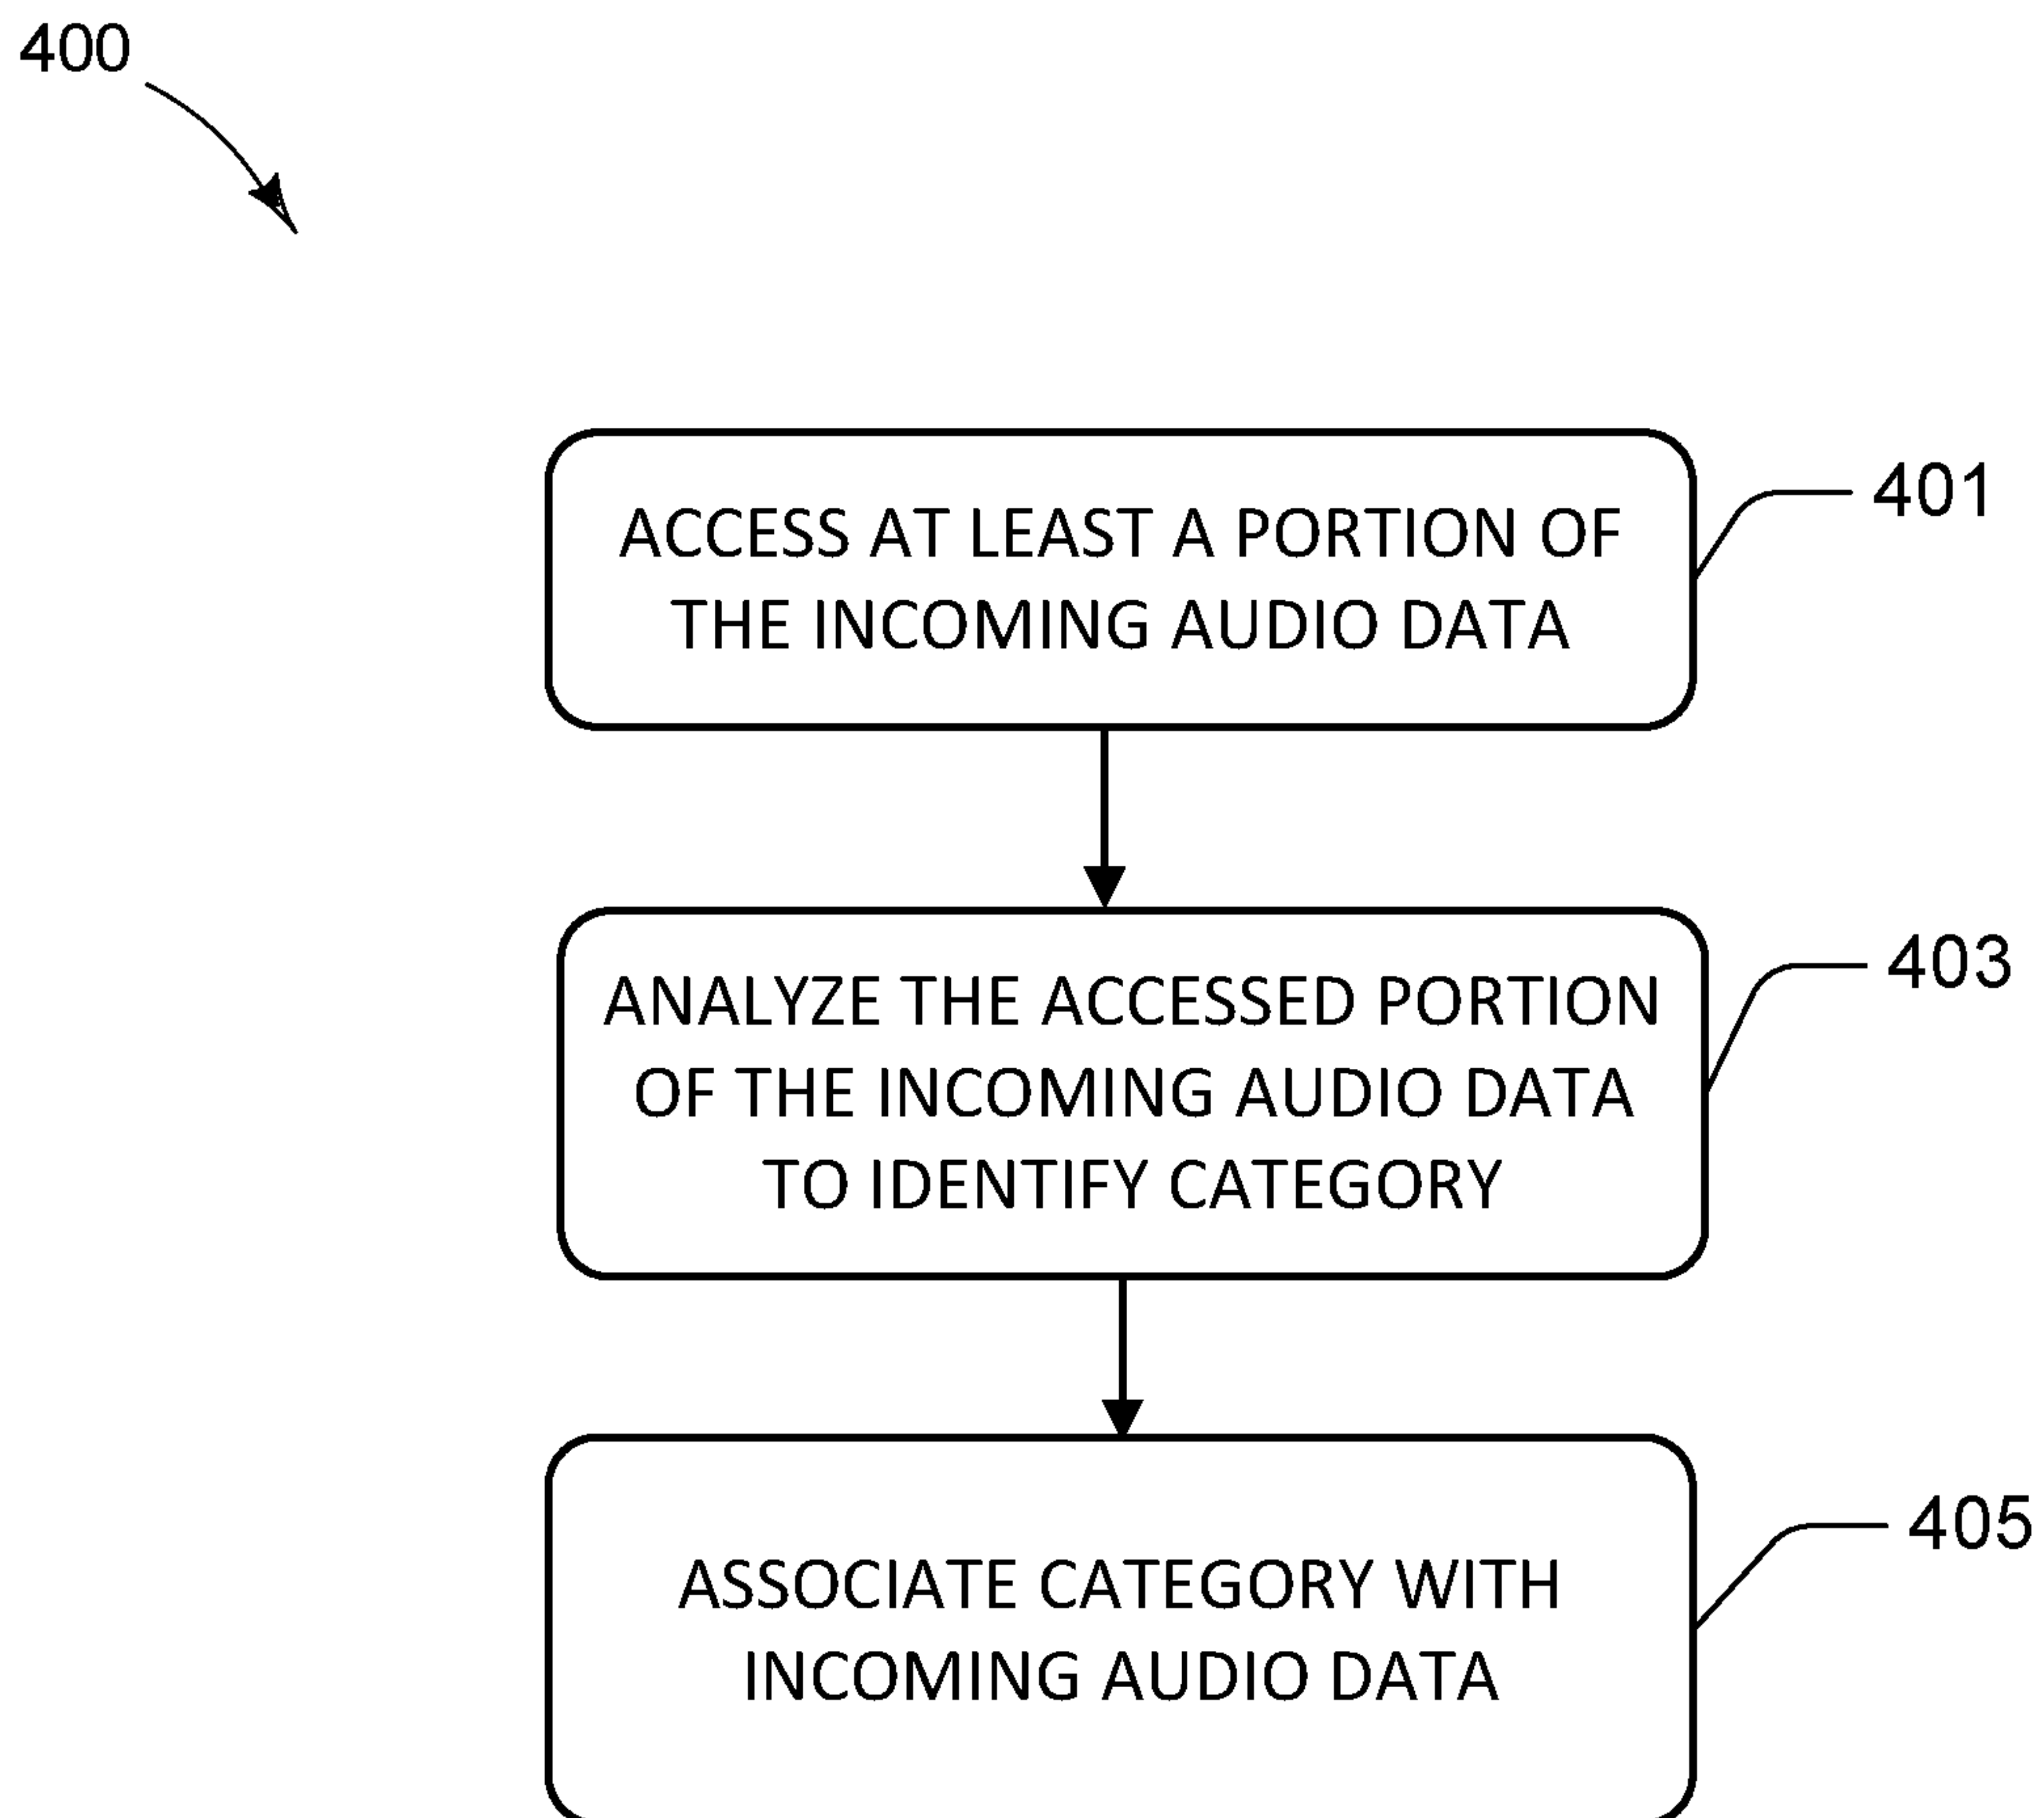 400
ACCESS AT LEAST A PORTION OF
THE INCOMING AUDIO DATA
401
ANALYZE THE ACCESSED PORTION
OF THE INCOMING AUDIO DATA
TO IDENTIFY CATEGORY
403
ASSOCIATE CATEGORY WITH
INCOMING AUDIO DATA
405